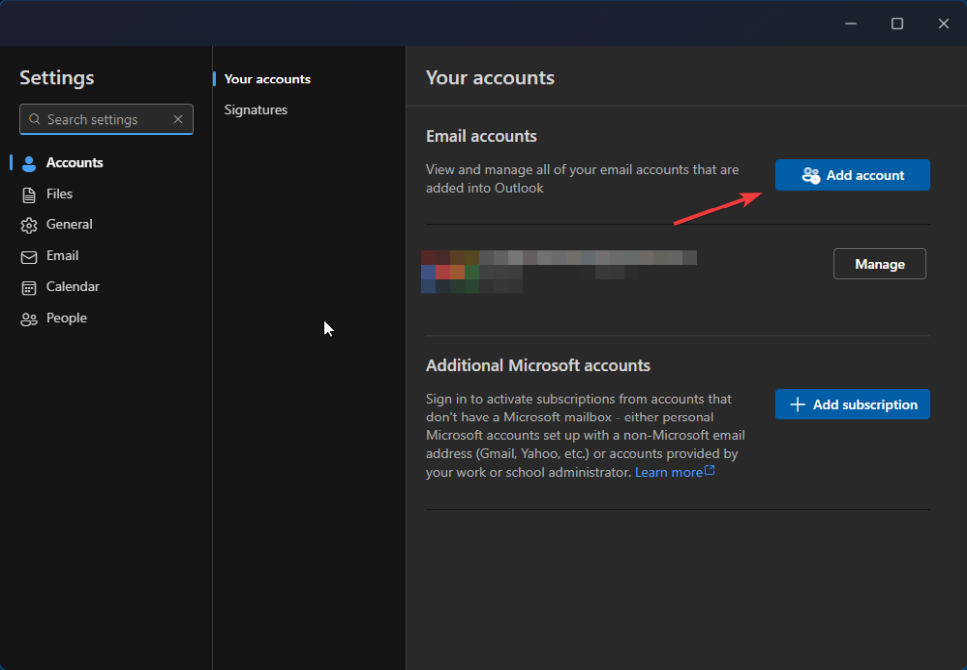 Settings
Search settings
Accounts
Files
General
Email
Calendar
People
Your accounts
Signatures
Your accounts
Email accounts
View and manage all of your email accounts that are
added into Outlook
Add account
Manage
Additional Microsoft accounts
Sign in to activate subscriptions from accounts that
don't have a Microsoft mailbox - either personal
Microsoft accounts set up with a non-Microsoft email
address (Gmail, Yahoo, etc.) or accounts provided by
your work or school administrator. Learn more
Add subscription